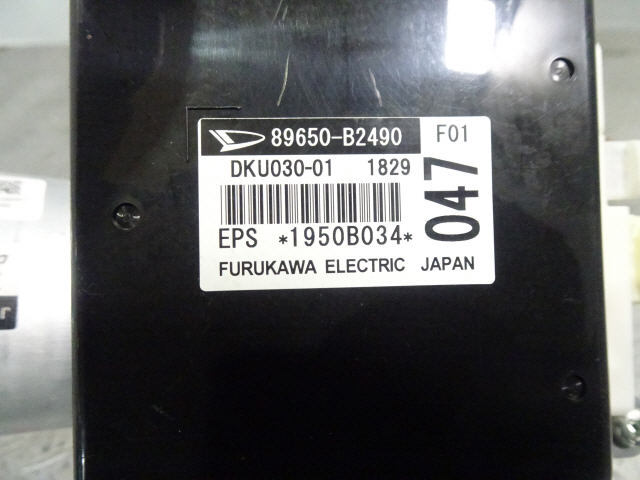 89650-B2490 F01
DKU030-01 1829
047
EPS *1950B034*
FURUKAWA ELECTRIC JAPAN